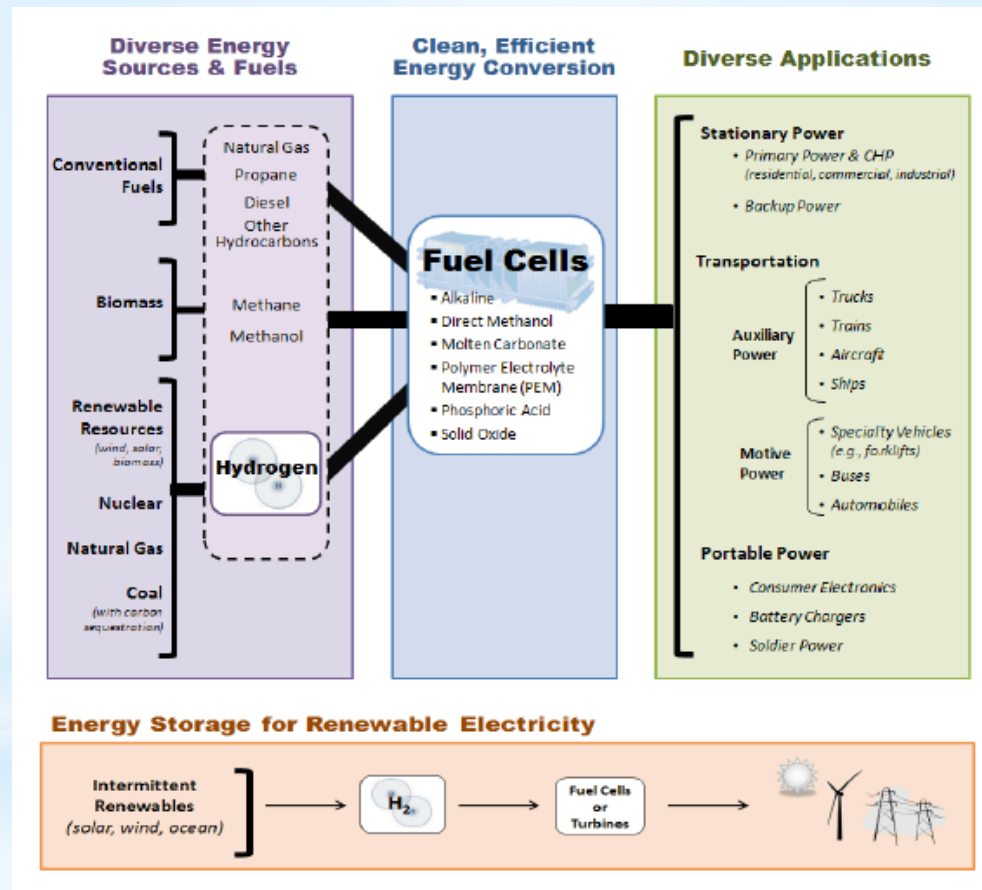 Diverse Energy
Sources & Fuels
Conventional
Fuels
Natural Gas
Propane
Diesel
Other
Hydrocarbons
Biomass
Methane
Methanol
Renewable
Resources
(wind, solar,
biomass)
Hydrogen
H
Nuclear
Natural Gas
Coal
(with carbon
sequestration)
Clean, Efficient
Energy Conversion
Fuel Cells
▪ Alkaline
▪ Direct Methanol
▪ Molten Carbonate
▪ Polymer Electrolyte
Membrane (PEM)
▪ Phosphoric Acid
▪ Solid Oxide
Diverse Applications
Stationary Power
• Primary Power & CHP
(residential, commercial, industrial)
• Backup Power
Transportation
Auxiliary
Power
• Trucks
• Trains
• Aircraft
• Ships
Motive
Power
• Specialty Vehicles
(e.g., forklifts)
• Buses
• Automobiles
Portable Power
• Consumer Electronics
• Battery Chargers
• Soldier Power
Energy Storage for Renewable Electricity
Intermittent
Renewables
(solar, wind, ocean)
H2
Fuel Cells
or
Turbines